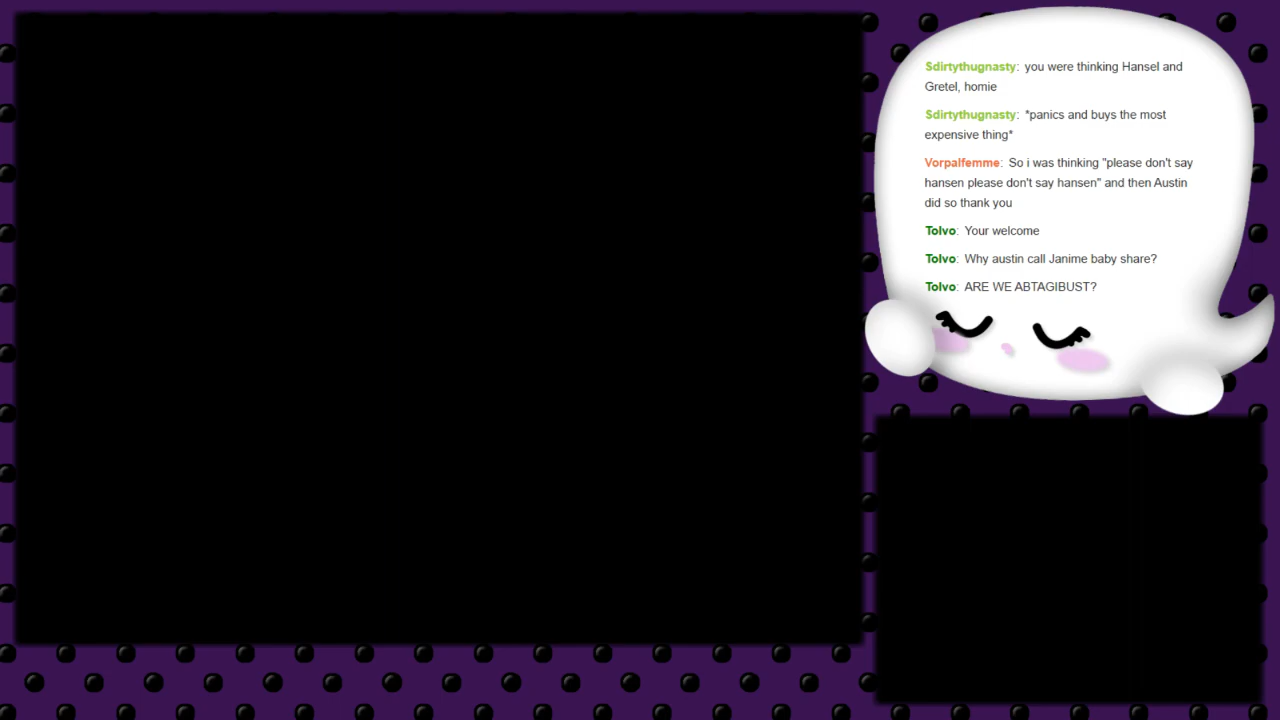 Sdirtythugnasty: you were thinking Hansel and
Gretel, homie
Sdirtythugnasty: *panics and buys the most
expensive thing*
Vorpalfemme: So i was thinking "please don't say
hansen please don't say hansen" and then Austin
did so thank you
Tolvo: Your welcome
Tolvo: Why austin call Janime baby share?
Tolvo: ARE WE ABTAGIBUST?